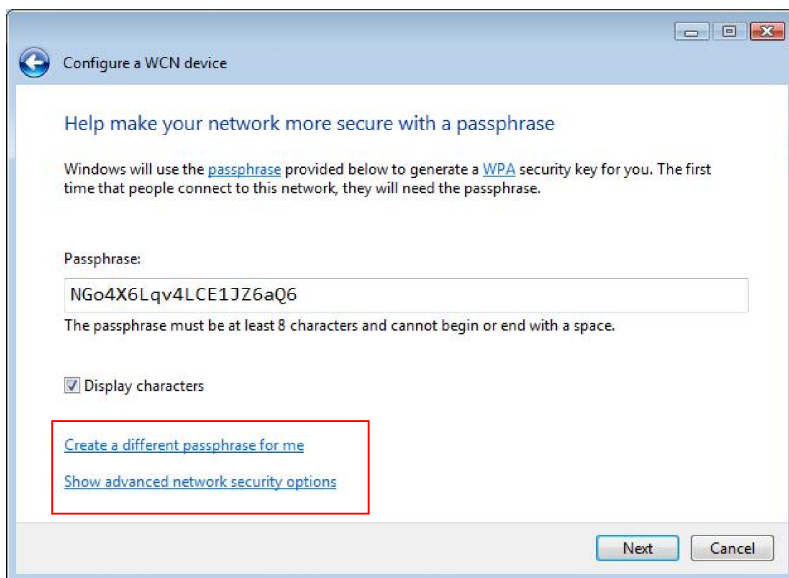 Configure a WCN device
Help make your network more secure with a passphrase
Windows will use the passphrase provided below to generate a WPA security key for you. The first
time that people connect to this network, they will need the passphrase.
Passphrase:
NGo4X6Lqv4LCE1JZ6aQ6
The passphrase must be at least 8 characters and cannot begin or end with a space.
Display characters
Create a different passphrase for me
Show advanced network security options
Next Cancel